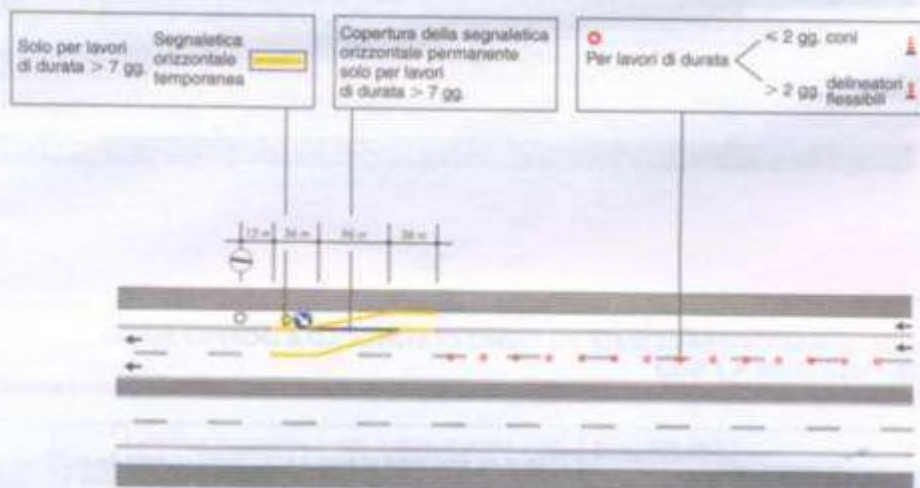 Solo per lavori
di durata > 7 gg.
Segnaletica
orizzontale
temporanea
Copertura della segnaletica
orizzontale permanente
solo per lavori
di durata > 7 gg.
Per lavori di durata
≤ 2 gg. coni
> 2 gg. delineatori
flessibili
12 m 36 m 96 m 36 m